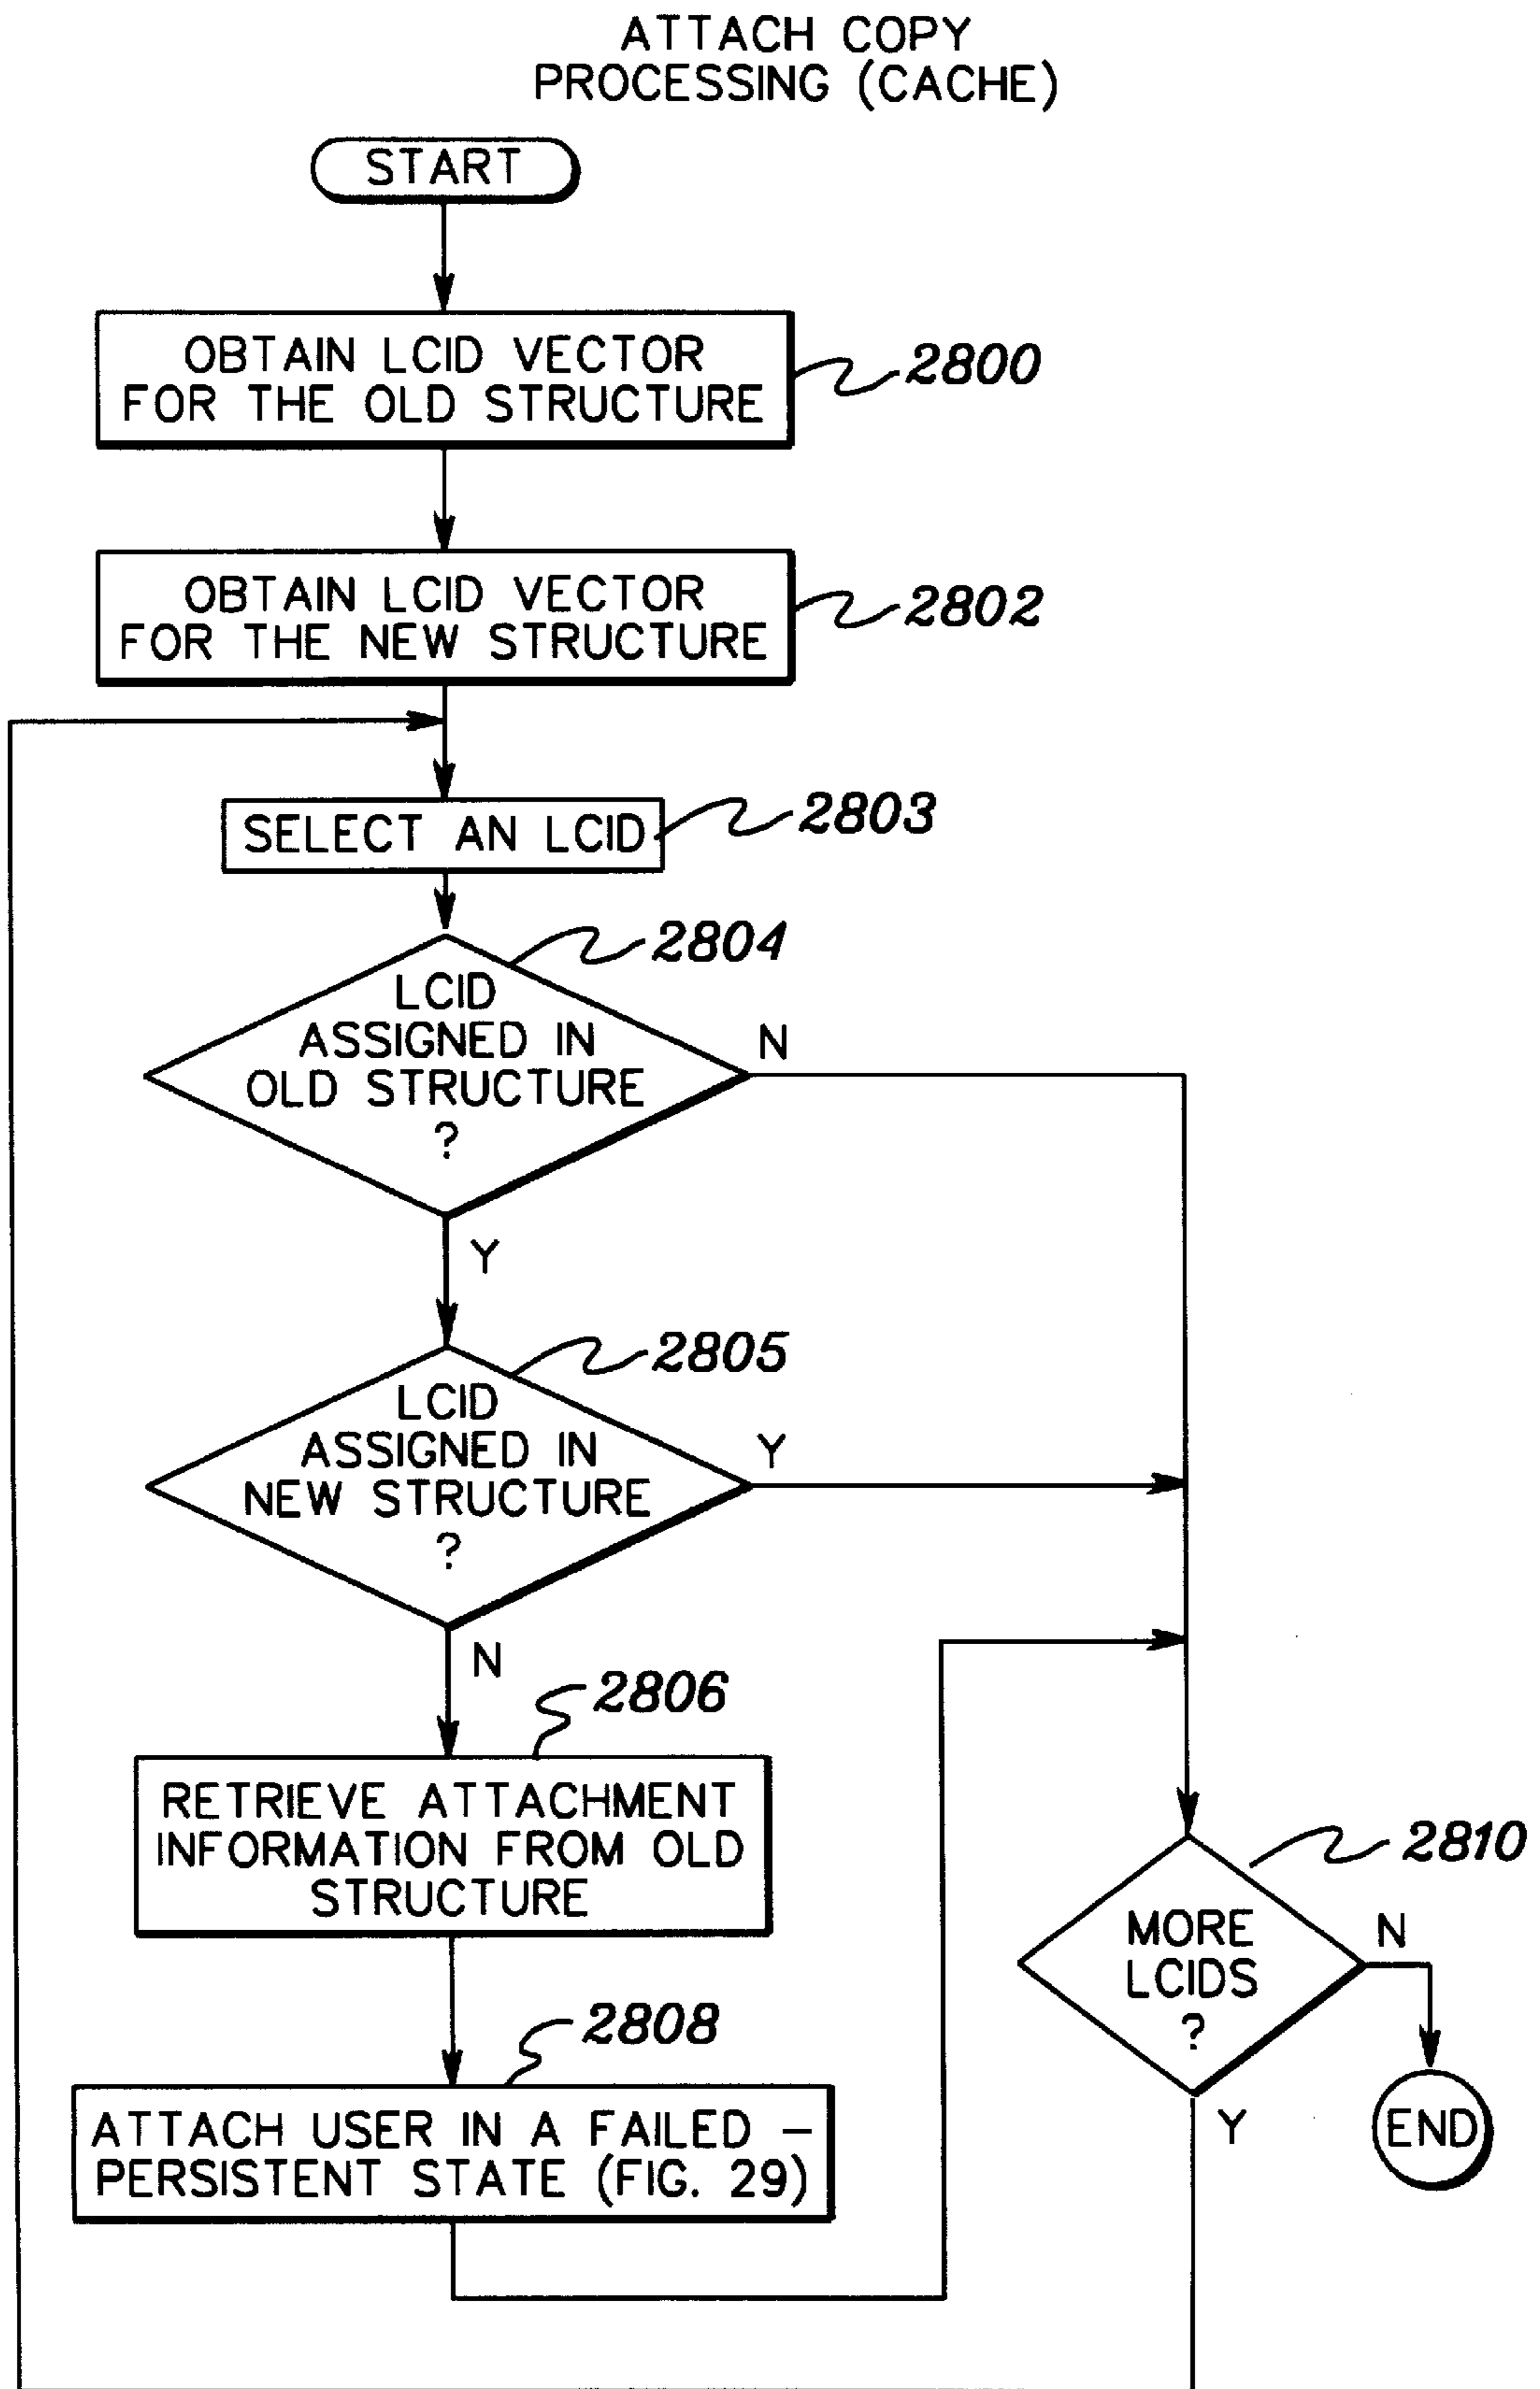 ATTACH COPY
PROCESSING (CACHE)
START
OBTAIN LCID VECTOR
FOR THE OLD STRUCTURE
2800
OBTAIN LCID VECTOR
FOR THE NEW STRUCTURE
2802
SELECT AN LCID
2803
2804
LCID
ASSIGNED IN
OLD STRUCTURE
?
N
Y
2805
LCID
ASSIGNED IN
NEW STRUCTURE
?
Y
N
2806
RETRIEVE ATTACHMENT
INFORMATION FROM OLD
STRUCTURE
2808
ATTACH USER IN A FAILED –
PERSISTENT STATE (FIG. 29)
2810
MORE
LCIDS
?
N
Y
END